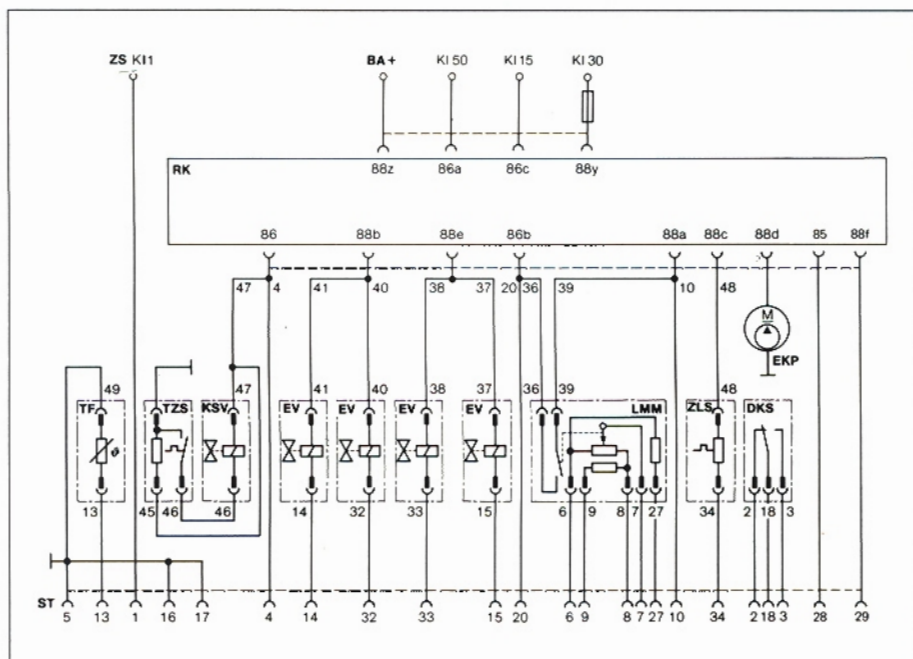 ZS Kl1 BA+ Kl 50 Kl 15 Kl 30
88z 86a 86c 88y
RK
86 88b 88e 86b 88a 88c 88d 85 88f
47 4 41 40 38 37 20 36 39 10 48
M
EKP
49 47 41 40 38 37 36 39 48
TF TZS KSV EV EV EV EV LMM ZLS DKS
ϑ
13 45 46 46 14 32 33 15 6 9 8 7 27 34 2 18 3
ST
5 13 1 16 17 4 14 32 33 15 20 6 9 8 7 27 10 34 2 18 3 28 29